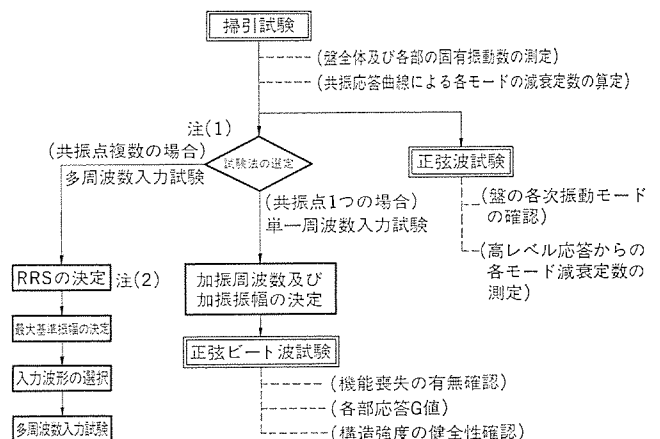 掃引試験
(盤全体及び各部の固有振動数の測定)
(共振応答曲線による各モードの減衰定数の算定)
注(1)
(共振点複数の場合)
多周波数入力試験
試験法の選定
正弦波試験
(共振点1つの場合)
単一周波数入力試験
(盤の各次振動モード
の確認)
(高レベル応答からの
各モード減衰定数の
測定)
RRSの決定
注(2)
加振周波数及び
加振振幅の決定
最大基準振幅の決定
正弦ビート波試験
入力波形の選択
(機能喪失の有無確認)
(各部応答G値)
多周波数入力試験
(構造強度の健全性確認)